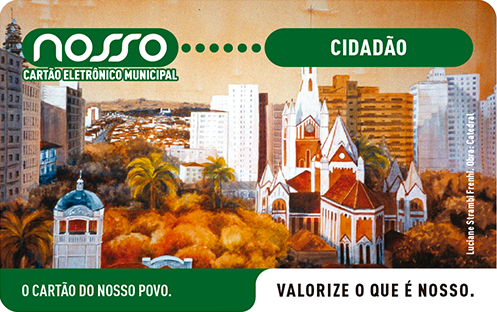 nosso
CIDADÃO
CARTÃO ELETRÔNICO MUNICIPAL
Luciane Strambi Frenhi. Obra: Catedral
O CARTÃO DO NOSSO POVO.
VALORIZE O QUE É NOSSO.